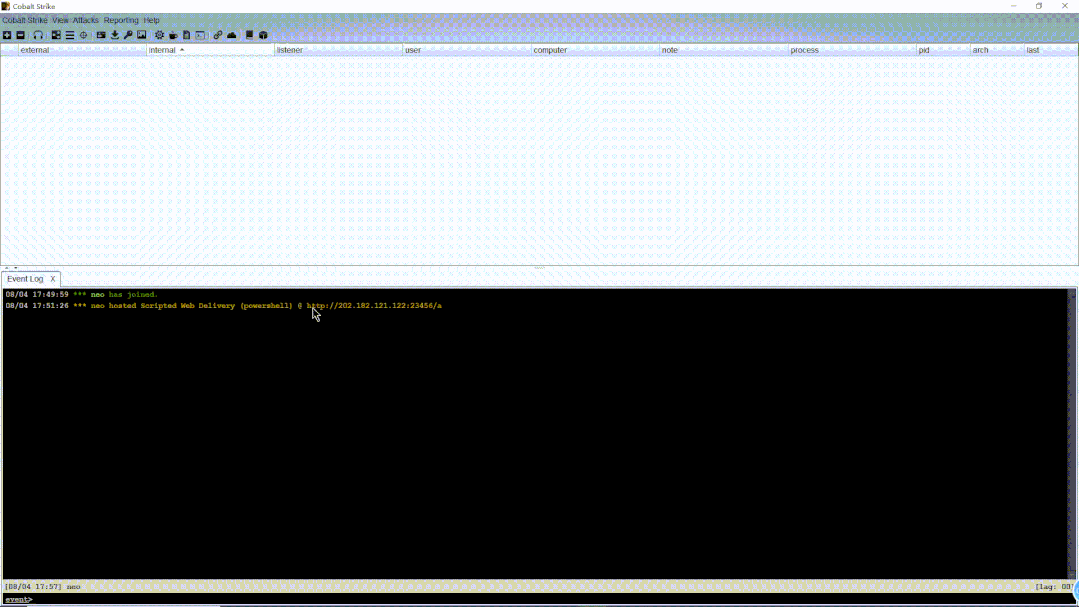 Cobalt Strike
Cobalt Strike View Attacks Reporting Help
external internal listener user computer note process pid arch last
Event Log X
08/04 17:49:59 *** neo has joined.
08/04 17:51:26 *** neo hosted Scripted Web Delivery (powershell) @ http://202.182.121.122:23456/a
[08/04 17:57] neo [lag: 00]
event>